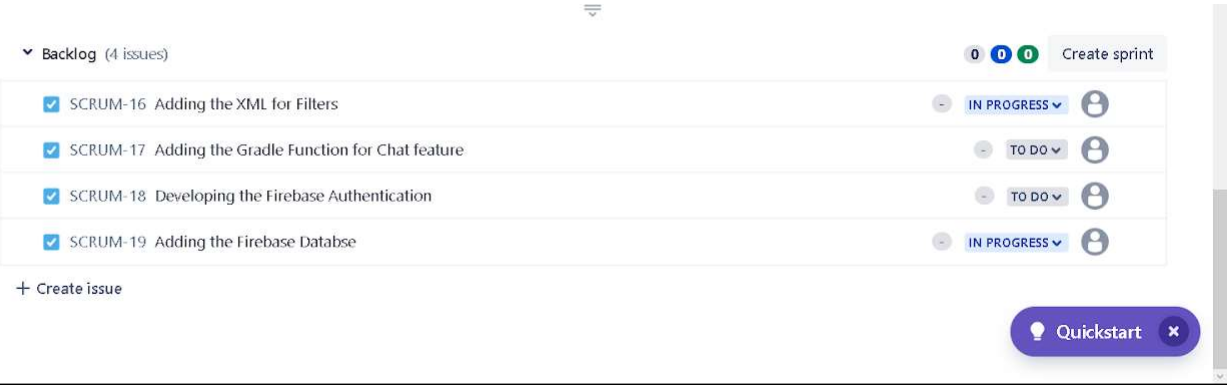 Backlog (4 issues) 0 0 0 Create sprint
SCRUM-16 Adding the XML for Filters - IN PROGRESS
SCRUM-17 Adding the Gradle Function for Chat feature - TO DO
SCRUM-18 Developing the Firebase Authentication - TO DO
SCRUM-19 Adding the Firebase Databse - IN PROGRESS
+ Create issue
Quickstart